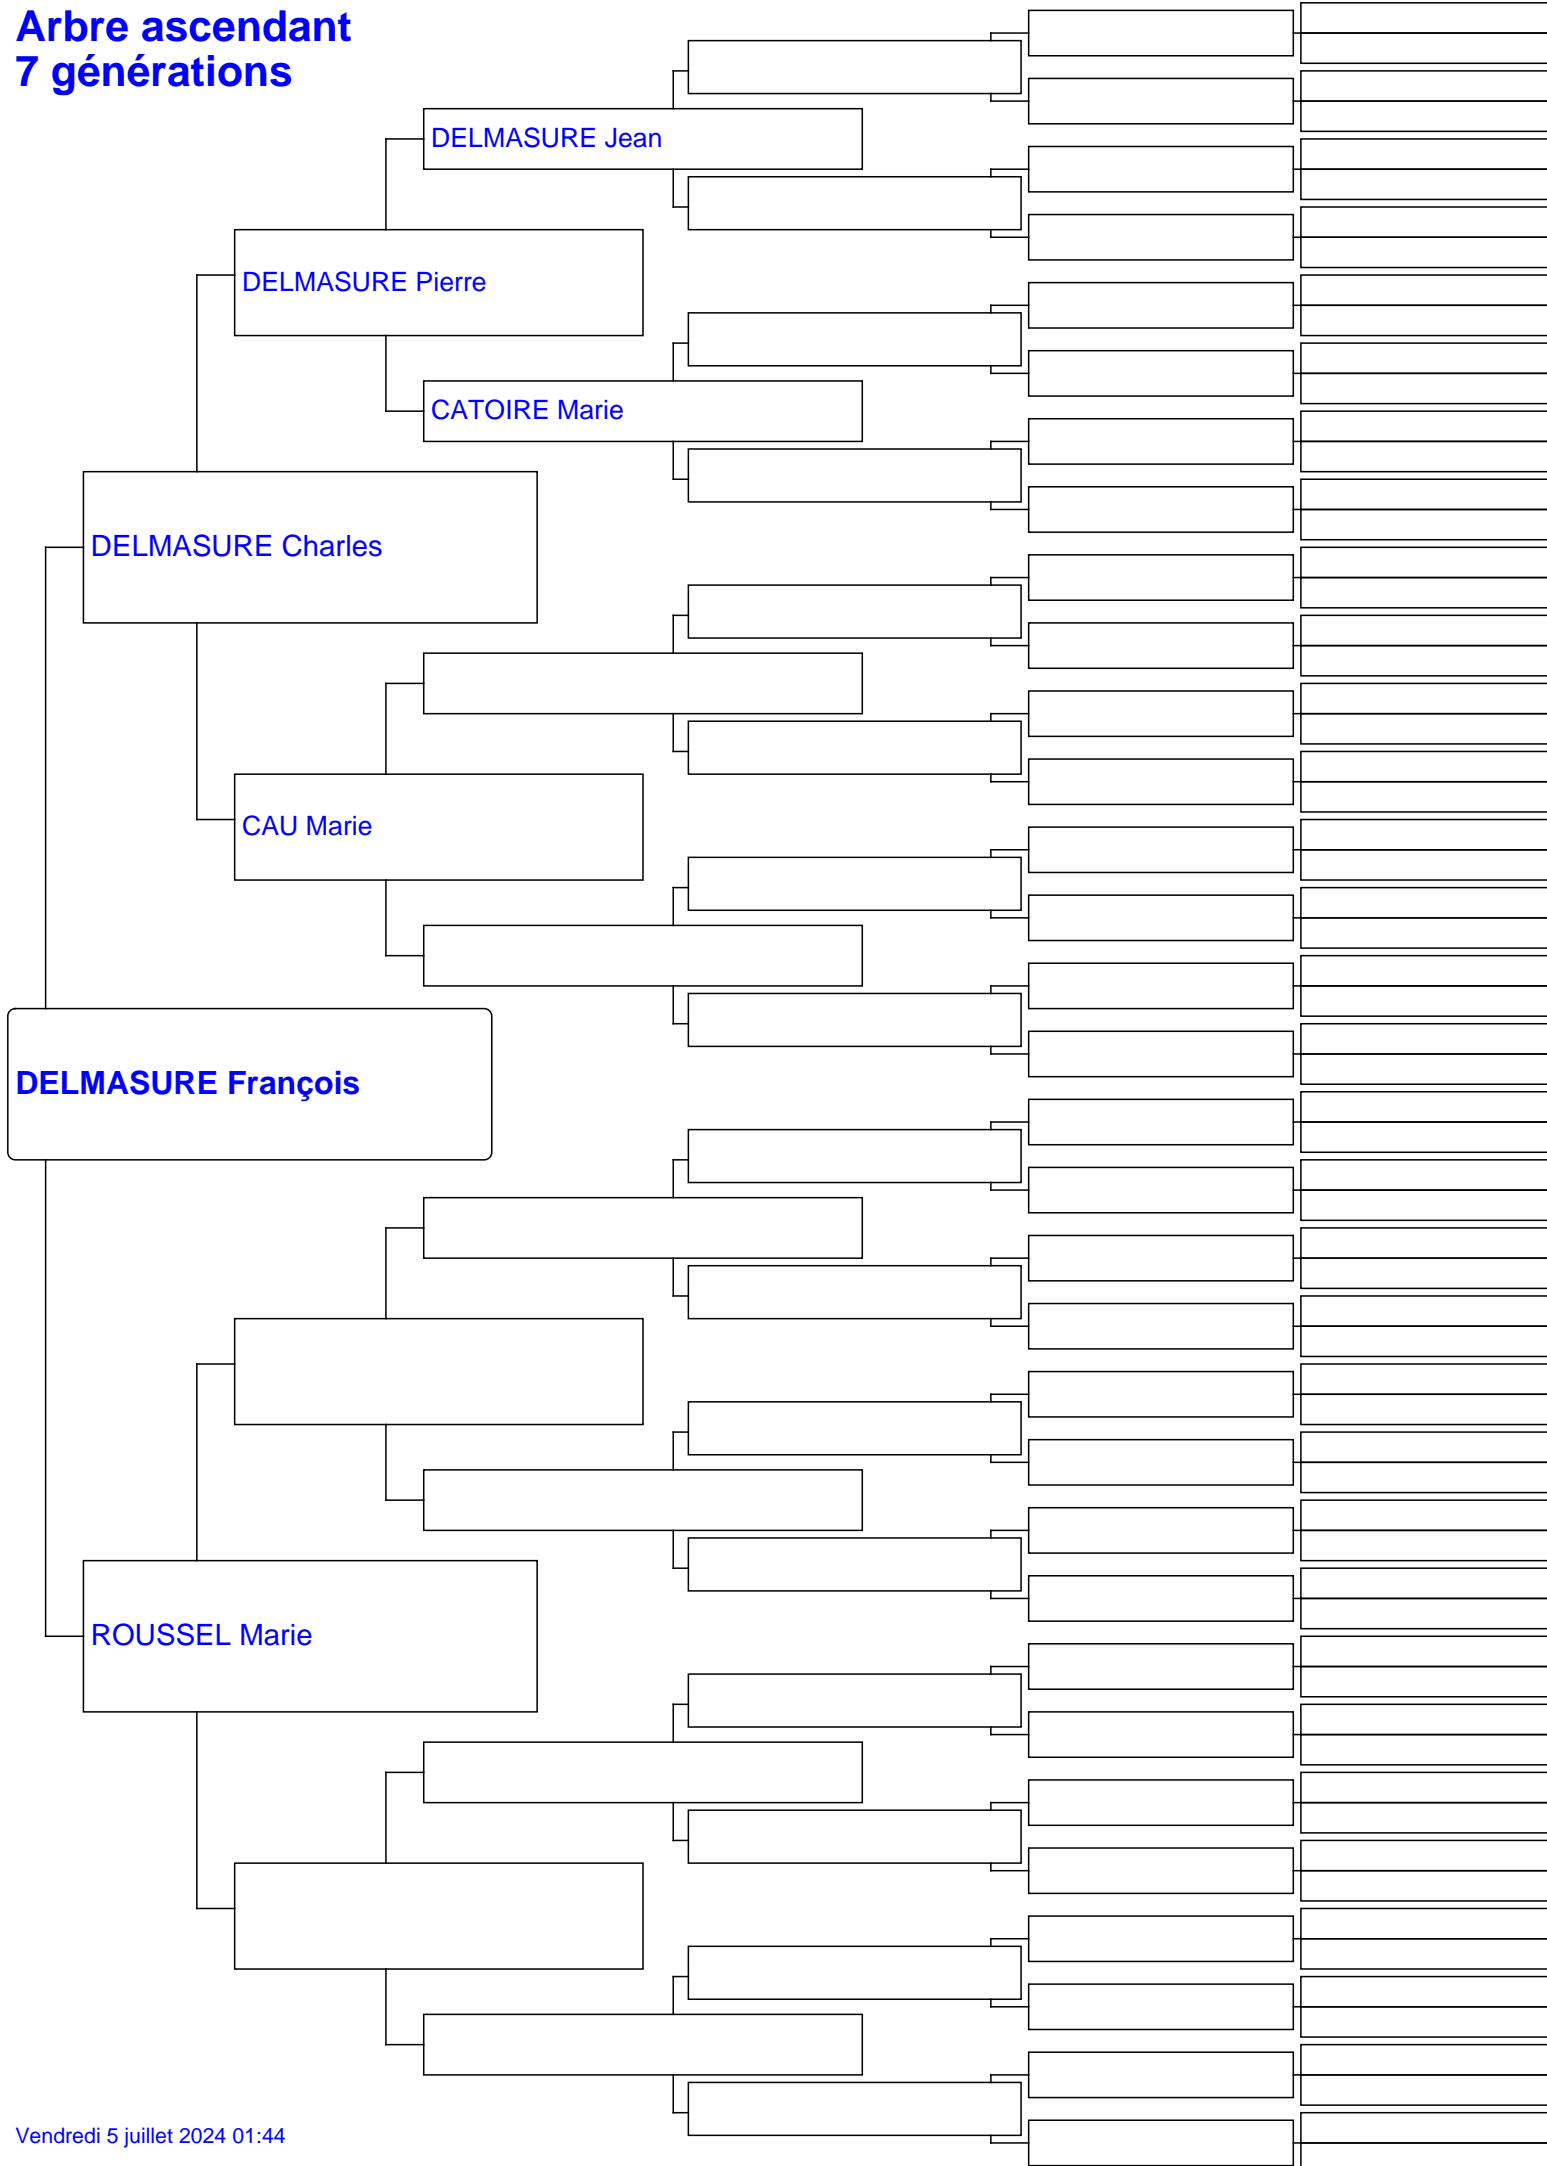 Arbre ascendant
7 générations
DELMASURE Jean
DELMASURE Pierre
CATOIRE Marie
DELMASURE Charles
CAU Marie
DELMASURE François
ROUSSEL Marie
Vendredi 5 juillet 2024 01:44